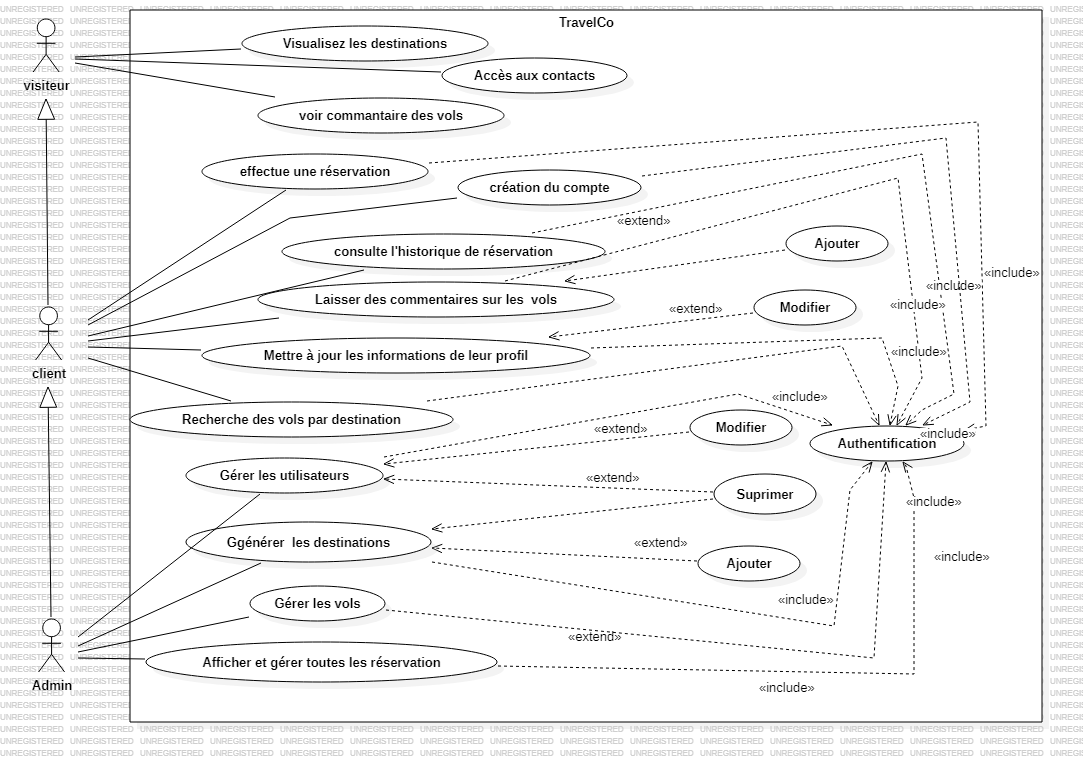 TravelCo
visiteur
Visualisez les destinations
Accès aux contacts
voir commantaire des vols
effectue une réservation
création du compte
«extend»
consulte l'historique de réservation
Ajouter
«include»
«include»
Laisser des commentaires sur les vols
«extend»
Modifier
«include»
client
Mettre à jour les informations de leur profil
«include»
«include»
Recherche des vols par destination
«extend»
Modifier
Authentification
«include»
Gérer les utilisateurs
«extend»
Suprimer
«include»
Ggénérer les destinations
«extend»
Ajouter
«include»
Gérer les vols
«include»
«extend»
Afficher et gérer toutes les réservation
Admin
«include»
UNREGISTERED